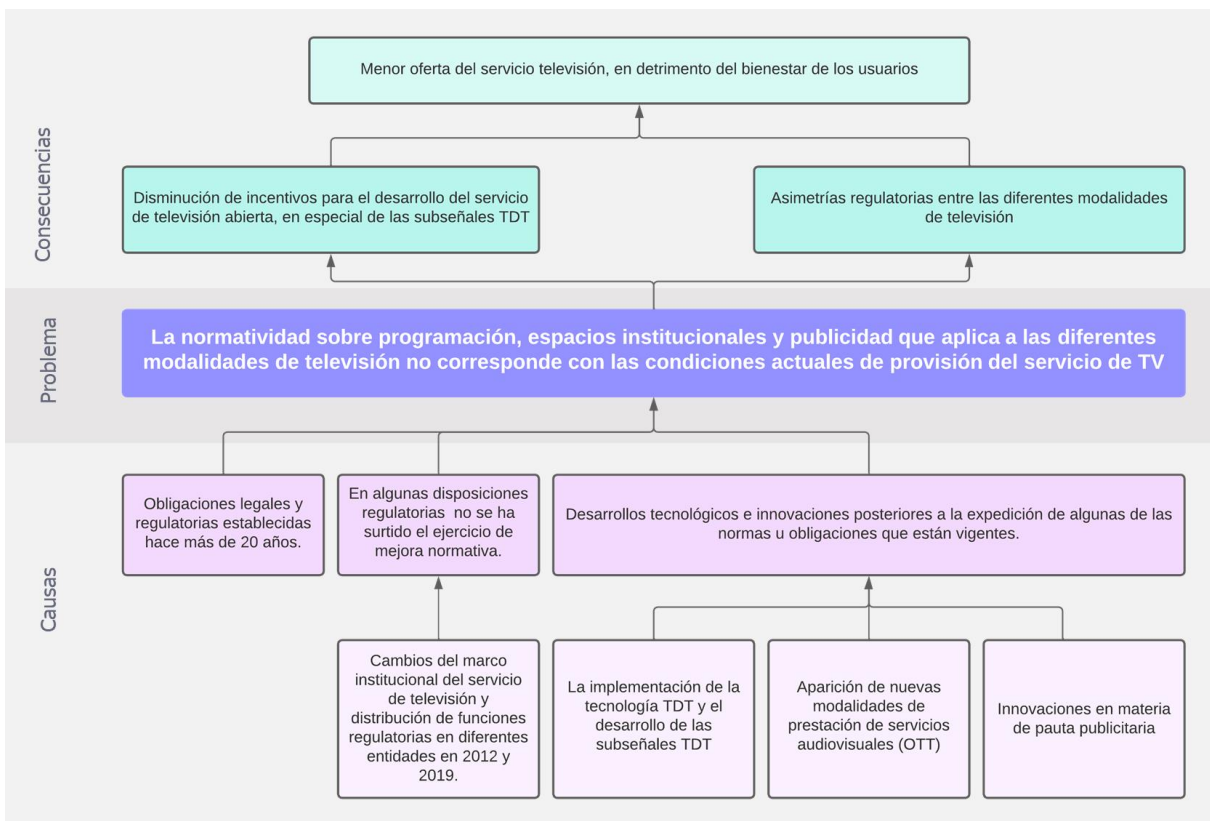 Consecuencias
Menor oferta del servicio televisión, en detrimento del bienestar de los usuarios
Disminución de incentivos para el desarrollo del servicio
de televisión abierta, en especial de las subseñales TDT
Asimetrías regulatorias entre las diferentes modalidades
de televisión
Problema
La normatividad sobre programación, espacios institucionales y publicidad que aplica a las diferentes
modalidades de televisión no corresponde con las condiciones actuales de provisión del servicio de TV
Causas
Obligaciones legales y
regulatorias establecidas
hace más de 20 años.
En algunas disposiciones
regulatorias no se ha
surtido el ejercicio de
mejora normativa.
Desarrollos tecnológicos e innovaciones posteriores a la expedición de algunas de las
normas u obligaciones que están vigentes.
Cambios del marco
institucional del servicio
de televisión y
distribución de funciones
regulatorias en diferentes
entidades en 2012 y
2019.
La implementación de la
tecnología TDT y el
desarrollo de las
subseñales TDT
Aparición de nuevas
modalidades de
prestación de servicios
audiovisuales (OTT)
Innovaciones en materia
de pauta publicitaria